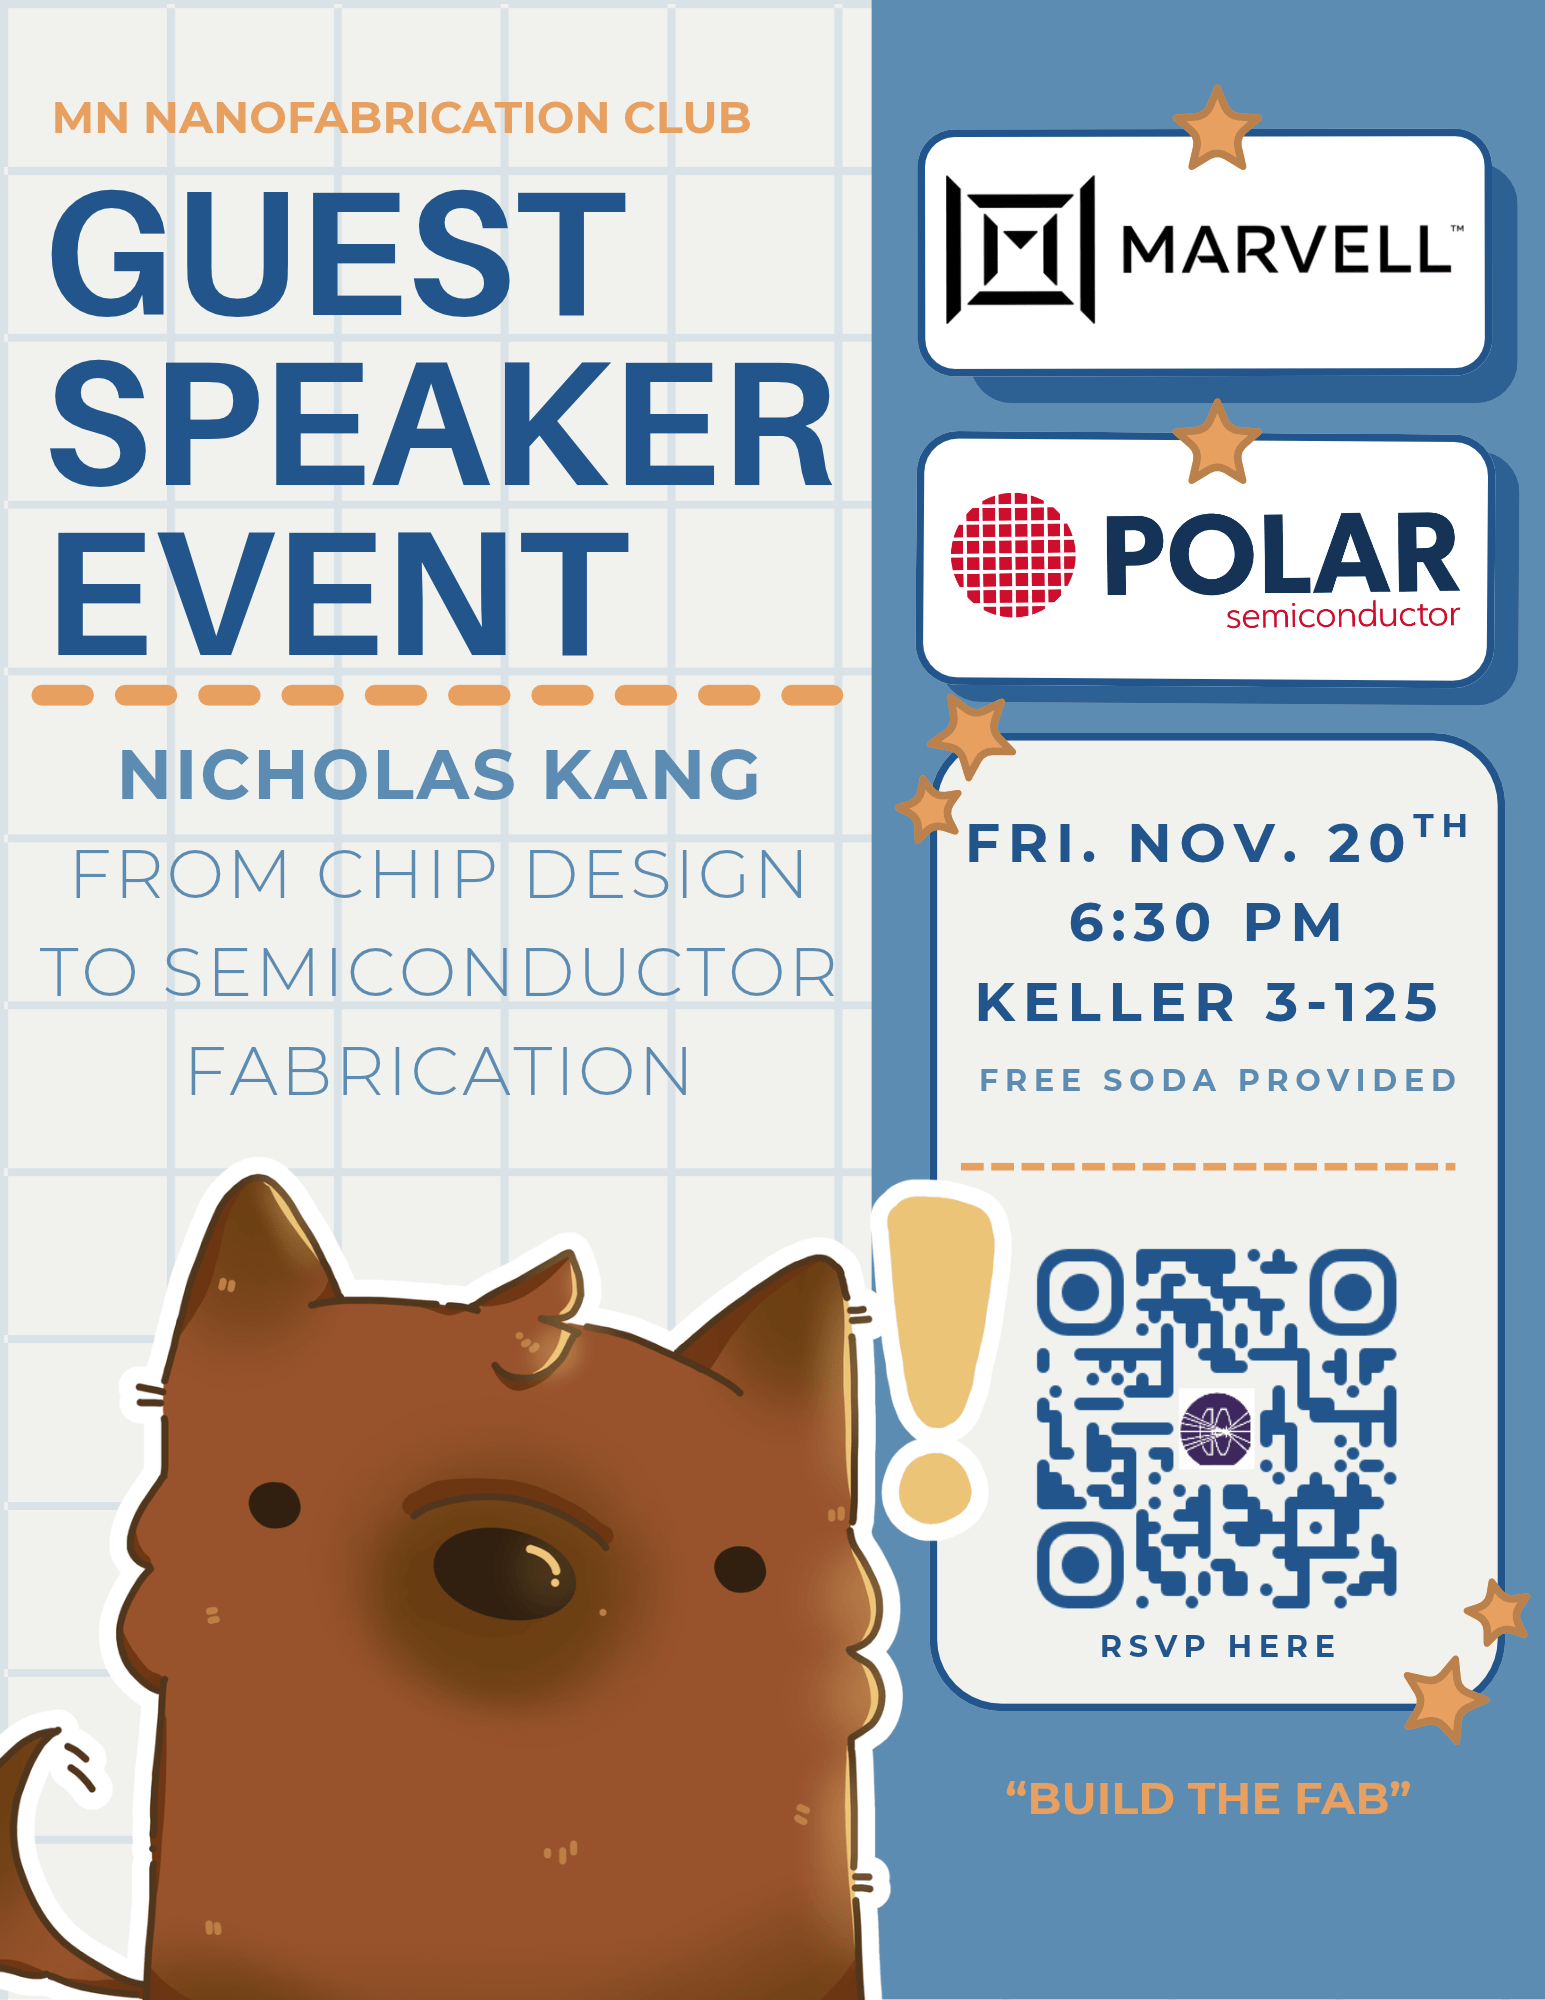 MN NANOFABRICATION CLUB
GUEST
SPEAKER
EVENT
NICHOLAS KANG
FROM CHIP DESIGN
TO SEMICONDUCTOR
FABRICATION
MARVELL™
POLAR
semiconductor
FRI. NOV. 20TH
6:30 PM
KELLER 3-125
FREE SODA PROVIDED
RSVP HERE
“BUILD THE FAB”